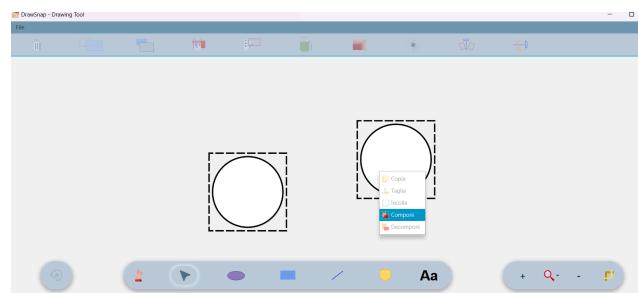 DrawSnap - Drawing Tool
File
Copia
Taglia
Incolla
Componi
Decomponi
Aa
+ -